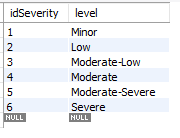 idSeverity level
1 Minor
2 Low
3 Moderate-Low
4 Moderate
5 Moderate-Severe
6 Severe
NULL NULL